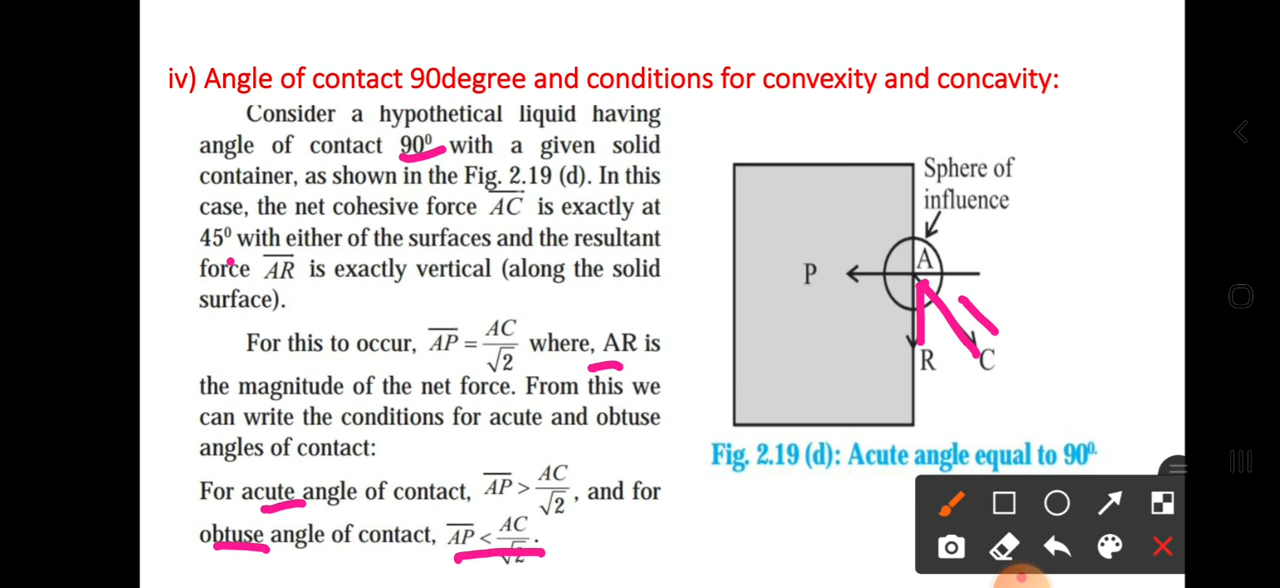 iv) Angle of contact 90degree and conditions for convexity and concavity:
Consider a hypothetical liquid having
angle of contact 90⁰ with a given solid
container, as shown in the Fig. 2.19 (d). In this
case, the net cohesive force AC is exactly at
45⁰ with either of the surfaces and the resultant
force AR is exactly vertical (along the solid
surface).
For this to occur, AP = AC/√2 where, AR is
the magnitude of the net force. From this we
can write the conditions for acute and obtuse
angles of contact:
For acute angle of contact, AP > AC/√2, and for
obtuse angle of contact, AP < AC/√2.
Sphere of
influence
A
P
R
C
Fig. 2.19 (d): Acute angle equal to 90⁰.